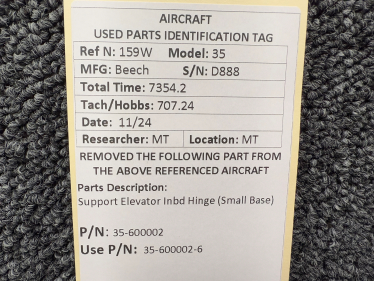 AIRCRAFT
USED PARTS IDENTIFICATION TAG
Ref N: 159W Model: 35
MFG: Beech S/N: D888
Total Time: 7354.2
Tach/Hobbs: 707.24
Date: 11/24
Researcher: MT Location: MT
REMOVED THE FOLLOWING PART FROM
THE ABOVE REFERENCED AIRCRAFT
Parts Description:
Support Elevator Inbd Hinge (Small Base)
P/N: 35-600002
Use P/N: 35-600002-6